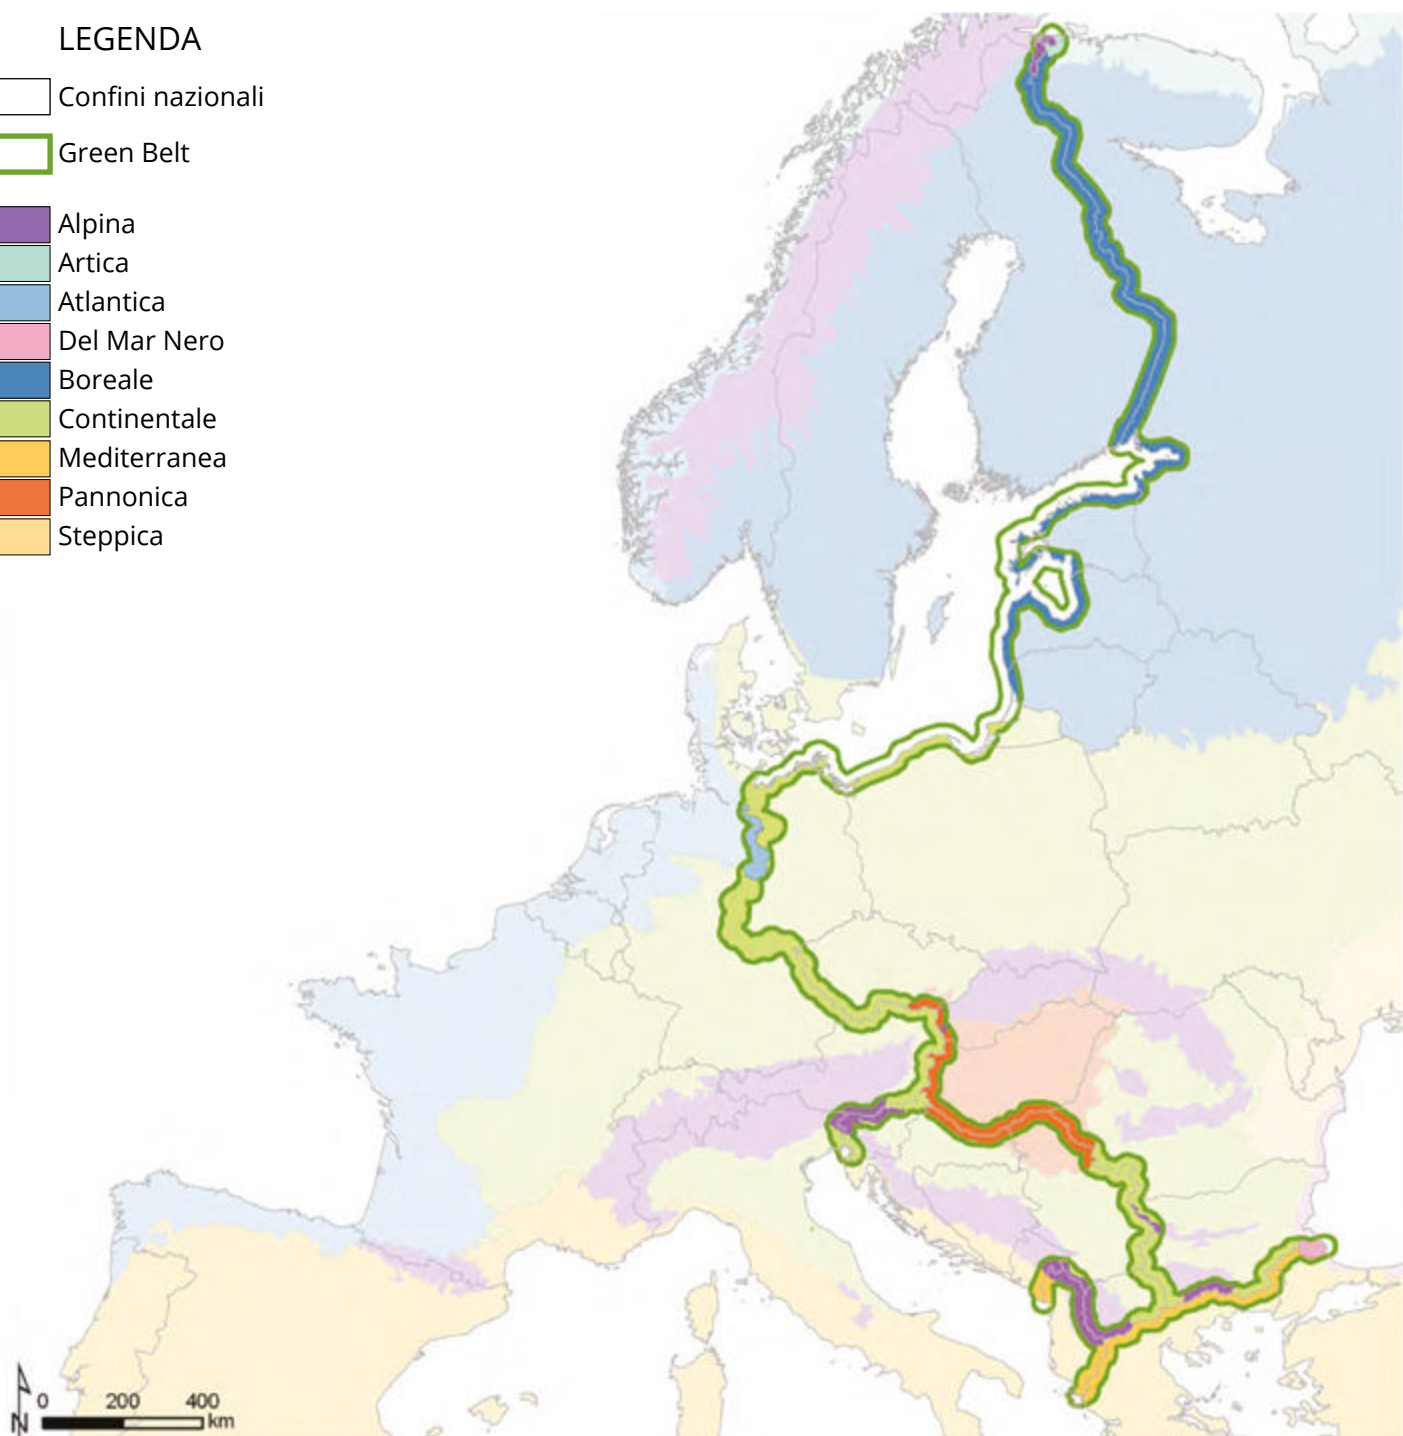 LEGENDA
Confini nazionali
Green Belt
Alpina
Artica
Atlantica
Del Mar Nero
Boreale
Continentale
Mediterranea
Pannonica
Steppica
N
0 200 400
km